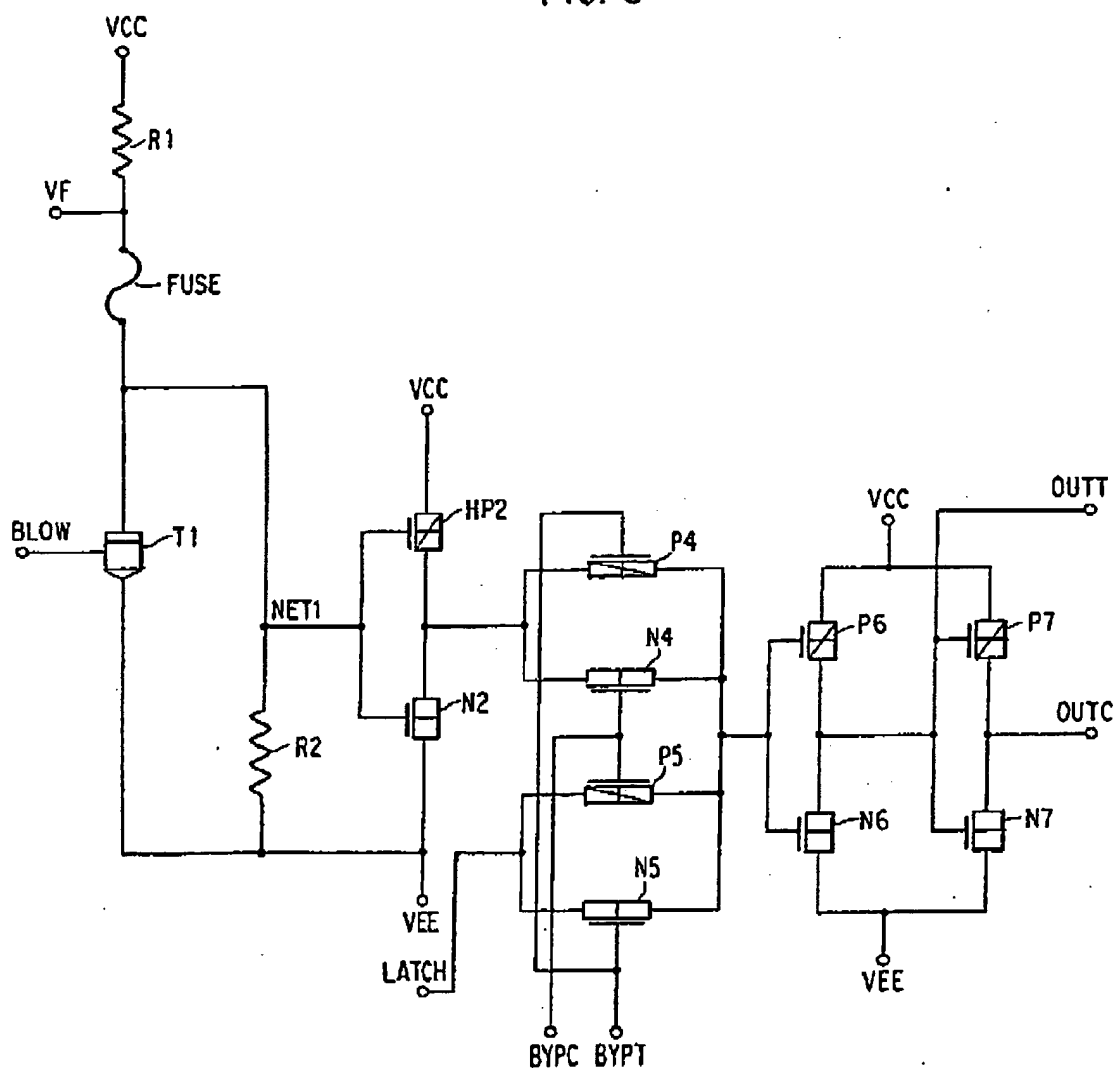 VCC
R1
VF
FUSE
VCC
HP2
BLOW
T1
NET1
N2
R2
VEE
LATCH
P4
N4
P5
N5
BYPC BYPT
VCC
OUTT
P6
P7
OUTC
N6
N7
VEE